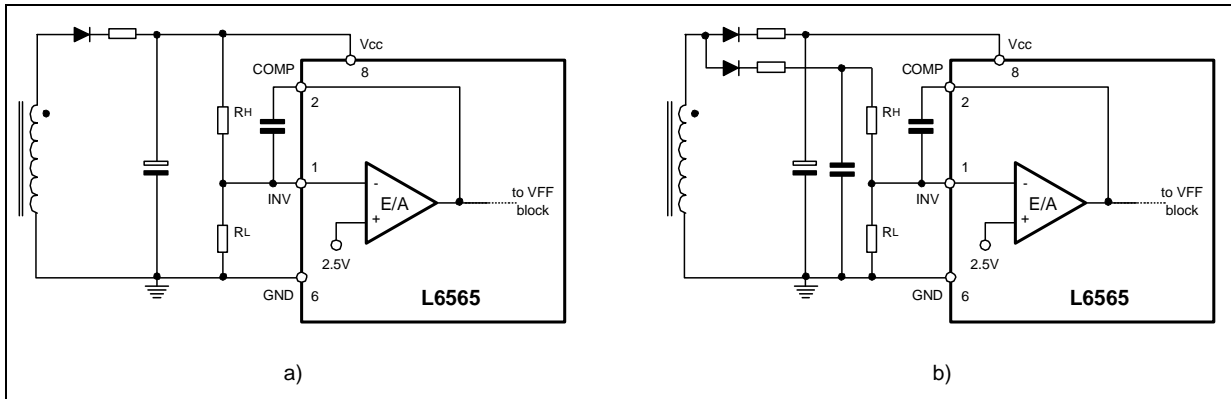 Vcc
COMP
8
2
RH
1
INV
-
E/A
+
to VFF
block
RL
2.5V
GND
6
L6565
a)
Vcc
COMP
8
2
RH
1
INV
-
E/A
+
to VFF
block
RL
2.5V
GND
6
L6565
b)